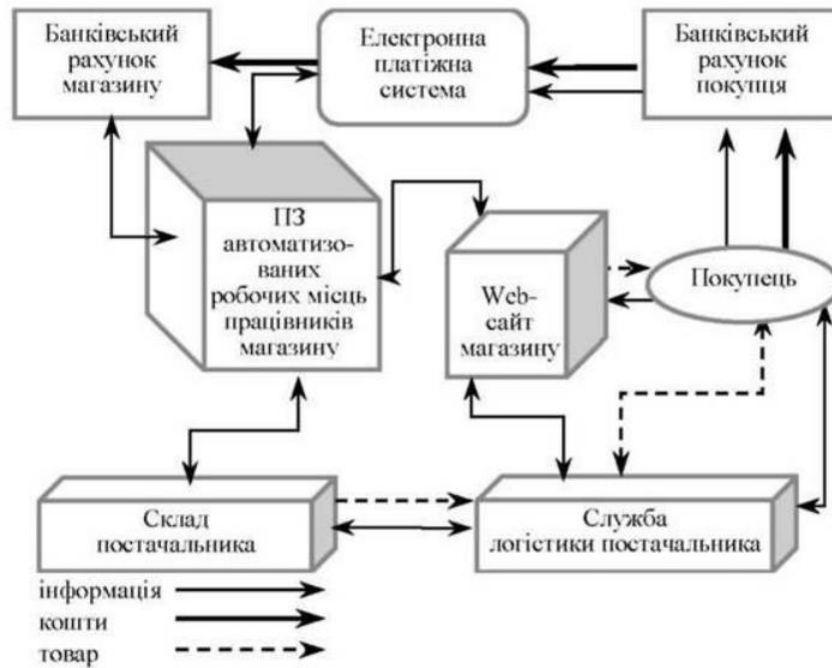 Банківський
рахунок
магазину
Електронна
платіжна
система
Банківський
рахунок
покупця
ПЗ
автоматизо-
ваних
робочих місць
працівників
магазину
Web-
сайт
магазину
Покупець
Склад
постачальника
Служба
логістики постачальника
інформація
кошти
товар